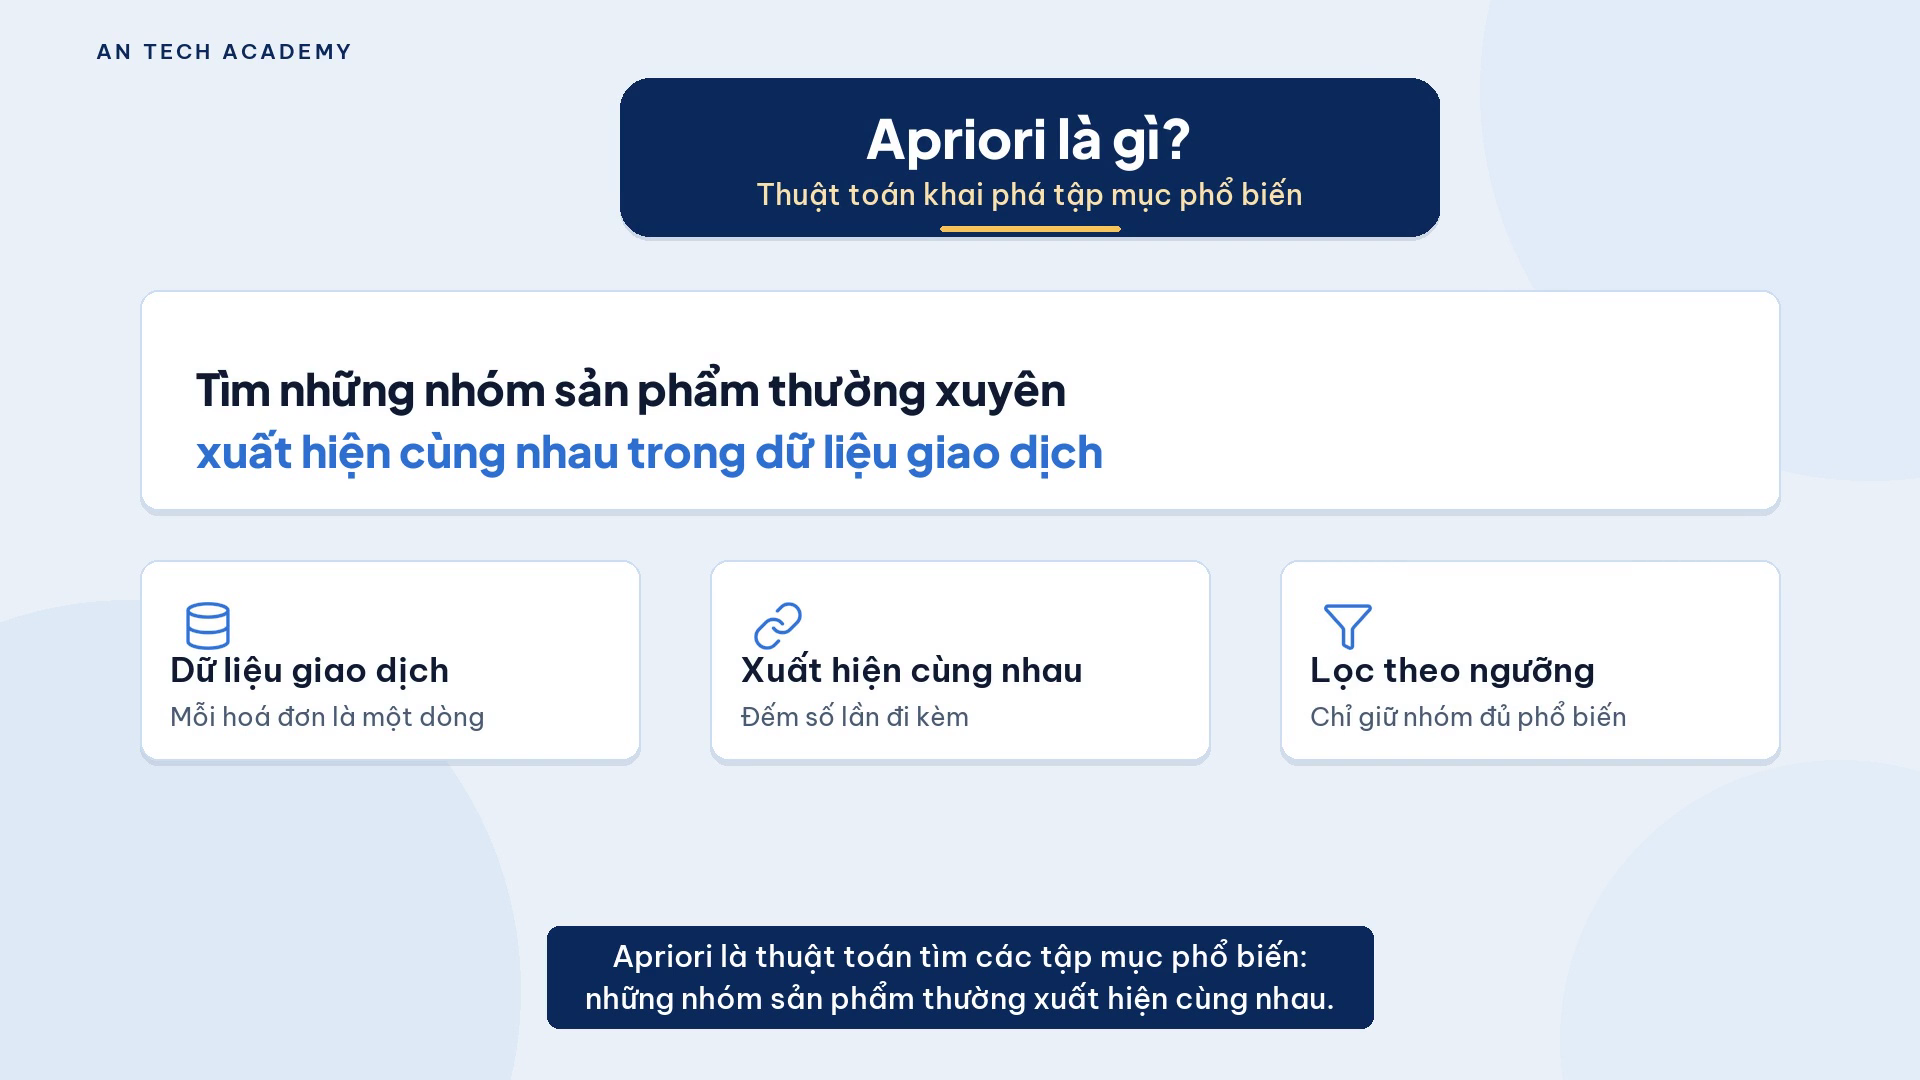 AN TECH ACADEMY
Apriori là gì?
Thuật toán khai phá tập mục phổ biến
Tìm những nhóm sản phẩm thường xuyên
xuất hiện cùng nhau trong dữ liệu giao dịch
Dữ liệu giao dịch
Mỗi hoá đơn là một dòng
Xuất hiện cùng nhau
Đếm số lần đi kèm
Lọc theo ngưỡng
Chỉ giữ nhóm đủ phổ biến
Apriori là thuật toán tìm các tập mục phổ biến:
những nhóm sản phẩm thường xuất hiện cùng nhau.